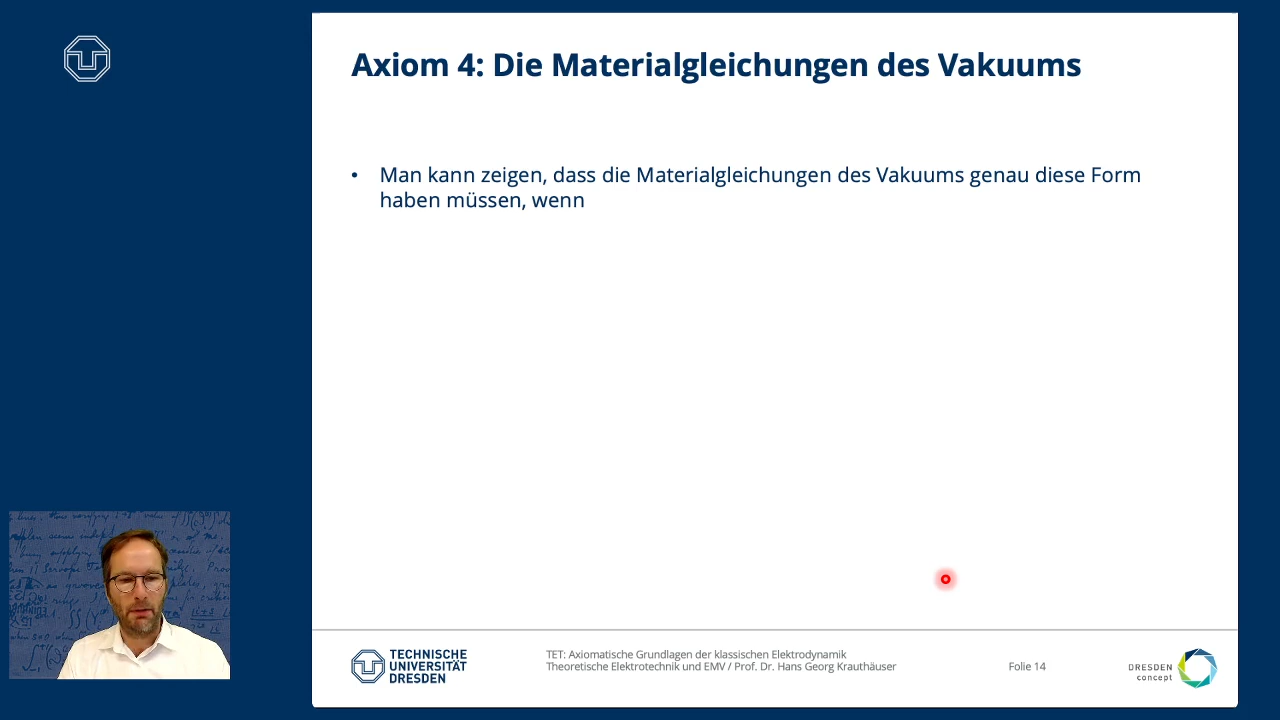 Axiom 4: Die Materialgleichungen des Vakuums
• Man kann zeigen, dass die Materialgleichungen des Vakuums genau diese Form
haben müssen, wenn
TECHNISCHE
UNIVERSITÄT
DRESDEN
TET: Axiomatische Grundlagen der klassischen Elektrodynamik
Theoretische Elektrotechnik und EMV / Prof. Dr. Hans Georg Krauthäuser
Folie 14
DRESDEN
concept